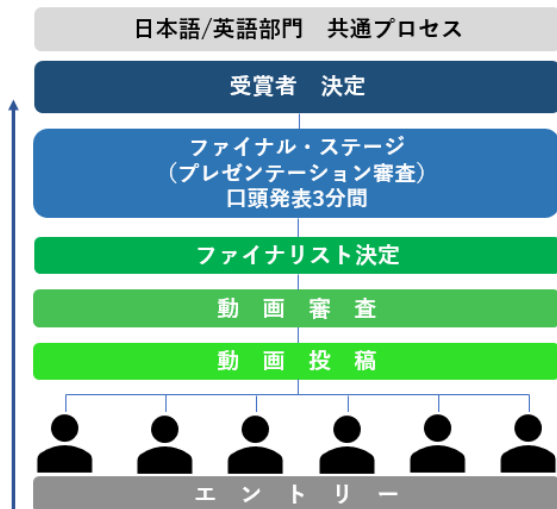 日本語/英語部門　共通プロセス
受賞者　決定
ファイナル・ステージ
（プレゼンテーション審査）
口頭発表3分間
ファイナリスト決定
動　画　審　査
動　画　投　稿
エ　ン　ト　リ　ー